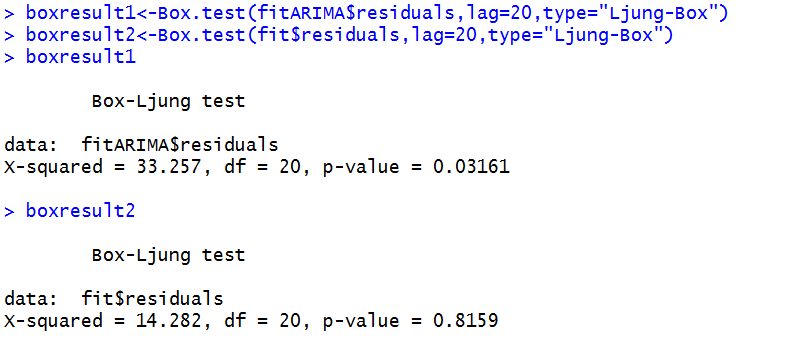 > boxresult1<-Box.test(fitARIMA$residuals,lag=20,type="Ljung-Box")
> boxresult2<-Box.test(fit$residuals,lag=20,type="Ljung-Box")
> boxresult1
Box-Ljung test
data:  fitARIMA$residuals
X-squared = 33.257, df = 20, p-value = 0.03161
> boxresult2
Box-Ljung test
data:  fit$residuals
X-squared = 14.282, df = 20, p-value = 0.8159